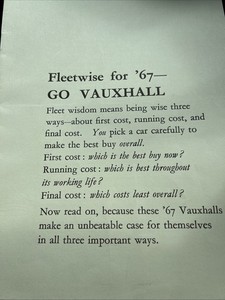 Fleetwise for '67—
GO VAUXHALL
Fleet wisdom means being wise three
ways—about first cost, running cost, and
final cost. You pick a car carefully to
make the best buy overall.
First cost: which is the best buy now?
Running cost: which is best throughout
its working life?
Final cost: which costs least overall?
Now read on, because these '67 Vauxhalls
make an unbeatable case for themselves
in all three important ways.